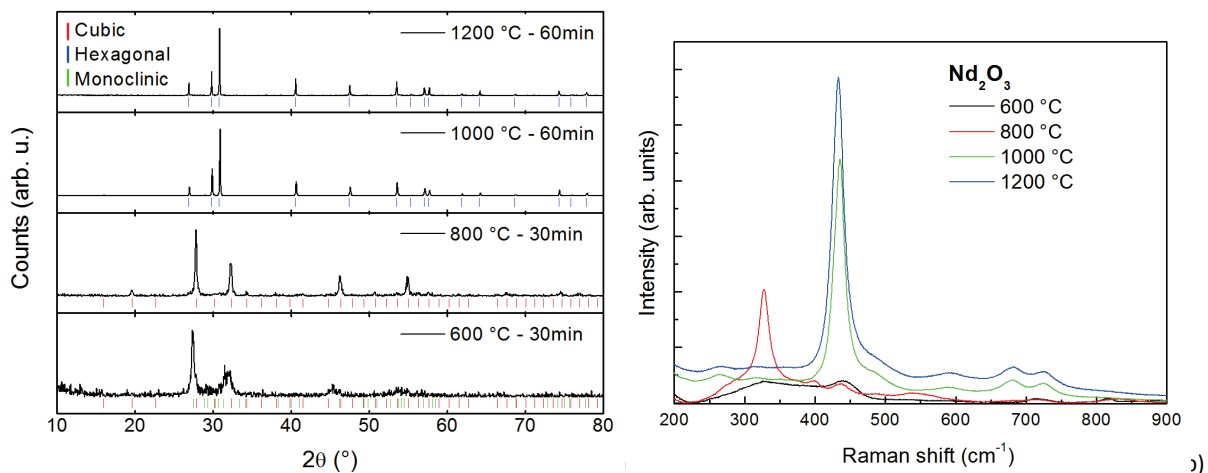 Cubic
Hexagonal
Monoclinic
1200 °C - 60min
1000 °C - 60min
800 °C - 30min
600 °C - 30min
Counts (arb. u.)
10 20 30 40 50 60 70 80
2θ (°)
Nd₂O₃
600 °C
800 °C
1000 °C
1200 °C
Intensity (arb. units)
200 300 400 500 600 700 800 900
Raman shift (cm⁻¹)
)